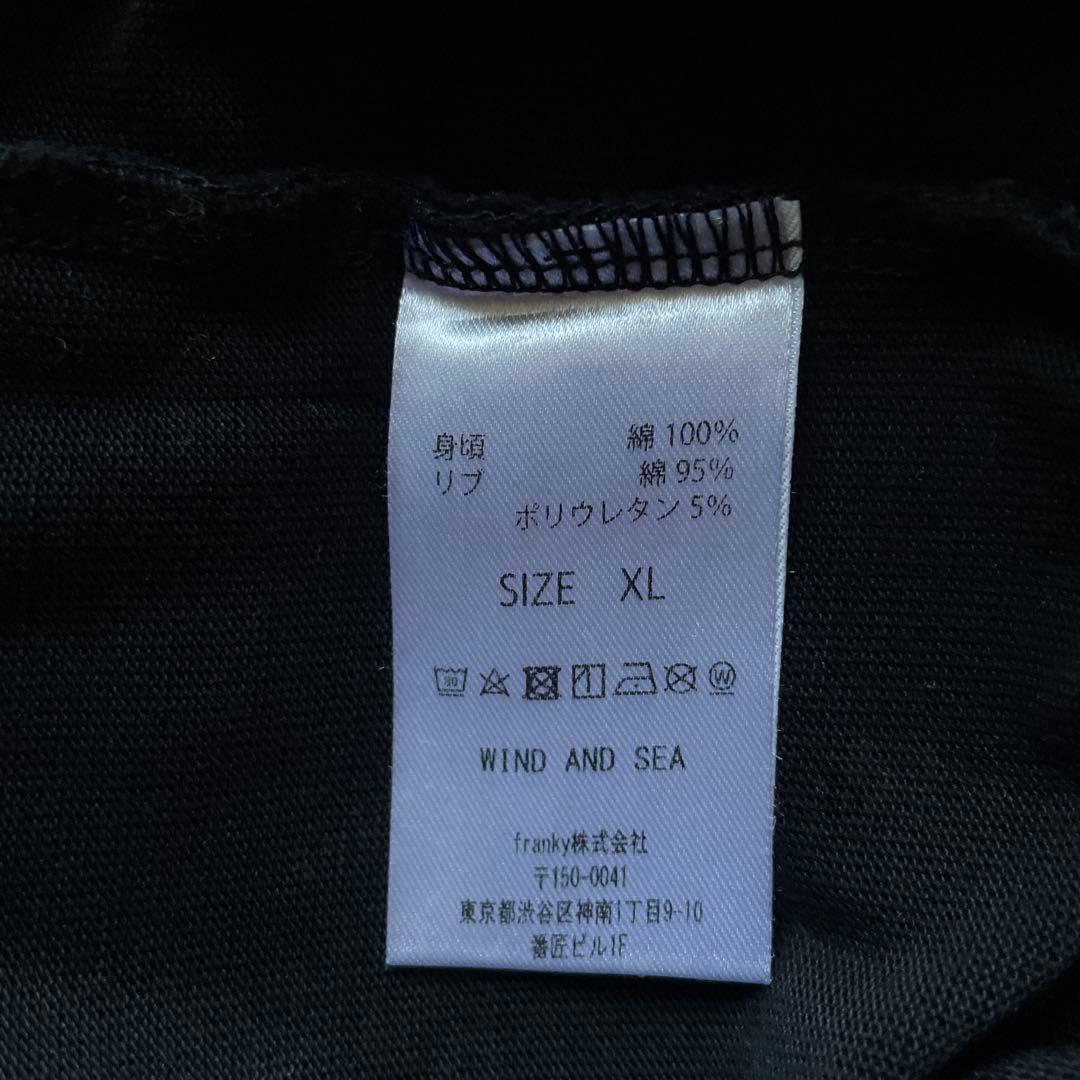 身頃 綿 100%
リブ 綿 95%
ポリウレタン 5%
SIZE XL
30 W
WIND AND SEA
franky株式会社
〒150-0041
東京都渋谷区神南1丁目9-10
番匠ビル1F